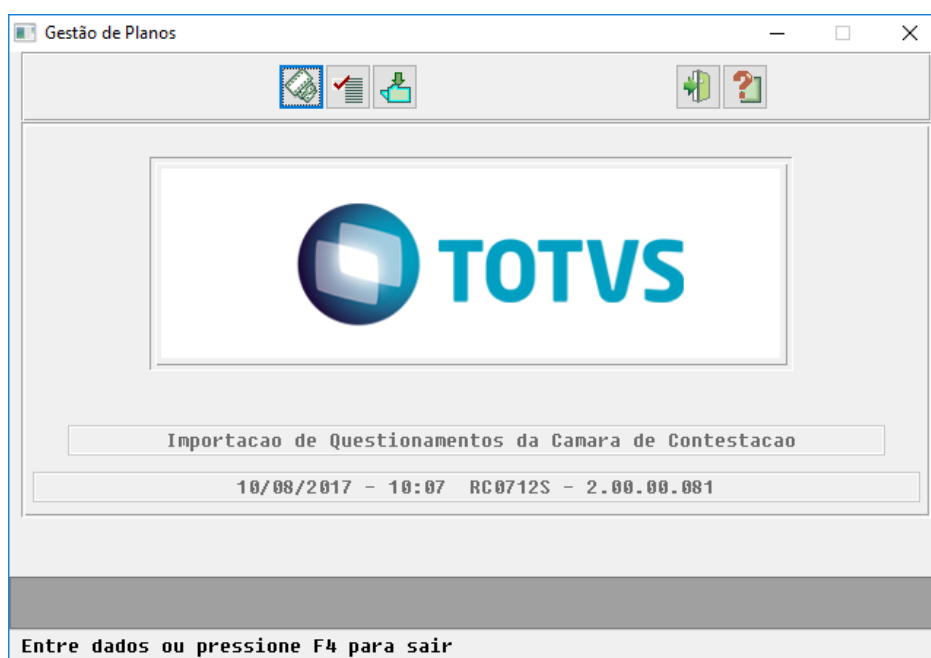 Gestão de Planos
TOTVS
Importacao de Questionamentos da Camara de Contestacao
10/08/2017 - 10:07 RC0712S - 2.00.00.081
Entre dados ou pressione F4 para sair